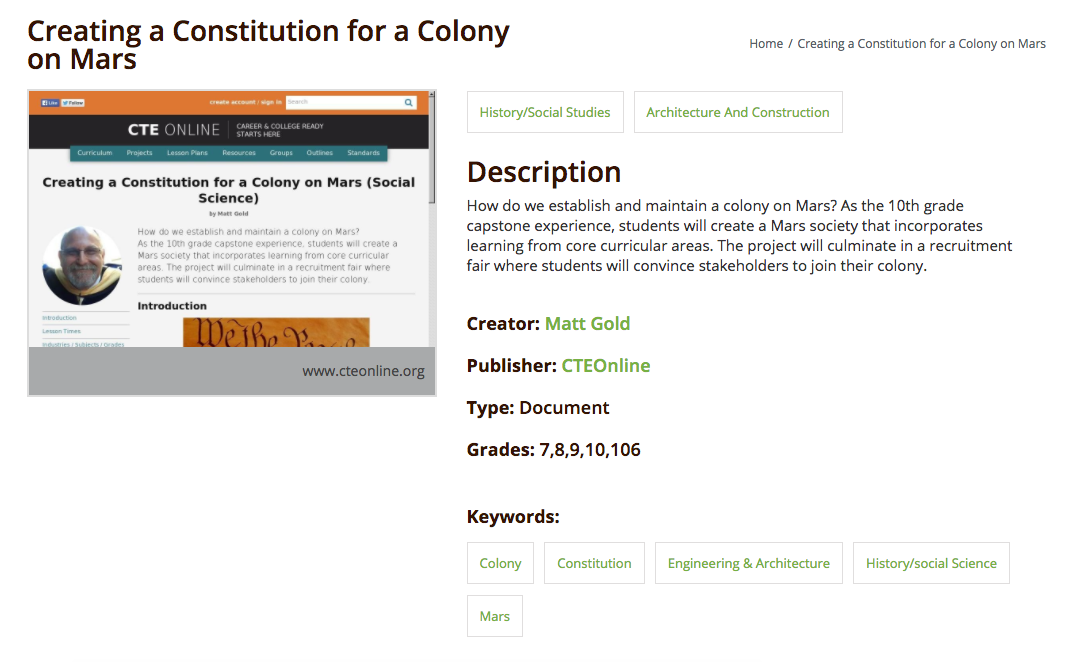 Creating a Constitution for a Colony
on Mars
Home / Creating a Constitution for a Colony on Mars
Like
Follow
create account / sign in
Search
CTE ONLINE
CAREER & COLLEGE READY
STARTS HERE
Curriculum Projects Lesson Plans Resources Groups Outlines Standards
Creating a Constitution for a Colony on Mars (Social
Science)
by Matt Gold
How do we establish and maintain a colony on Mars?
As the 10th grade capstone experience, students will create a
Mars society that incorporates learning from core curricular
areas. The project will culminate in a recruitment fair where
students will convince stakeholders to join their colony.
Introduction
Lesson Times
Industries / Subjects / Grades
Introduction
We the People
www.cteonline.org
History/Social Studies
Architecture And Construction
Description
How do we establish and maintain a colony on Mars? As the 10th grade
capstone experience, students will create a Mars society that incorporates
learning from core curricular areas. The project will culminate in a recruitment
fair where students will convince stakeholders to join their colony.
Creator: Matt Gold
Publisher: CTEOnline
Type: Document
Grades: 7,8,9,10,106
Keywords:
Colony
Constitution
Engineering & Architecture
History/social Science
Mars